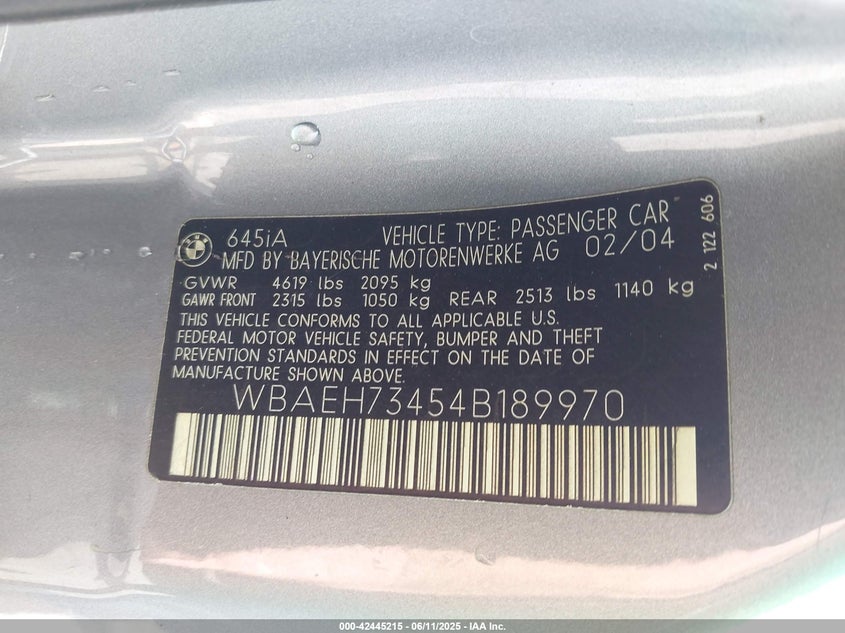 645iA VEHICLE TYPE: PASSENGER CAR
MFD BY BAYERISCHE MOTORENWERKE AG 02/04
GVWR 4619 lbs 2095 kg
GAWR FRONT 2315 lbs 1050 kg REAR 2513 lbs 1140 kg
THIS VEHICLE CONFORMS TO ALL APPLICABLE U.S.
FEDERAL MOTOR VEHICLE SAFETY, BUMPER AND THEFT
PREVENTION STANDARDS IN EFFECT ON THE DATE OF
MANUFACTURE SHOWN ABOVE.
WBAEH73454B189970
2 122 606
000-42445215 - 06/11/2025 - IAA Inc.